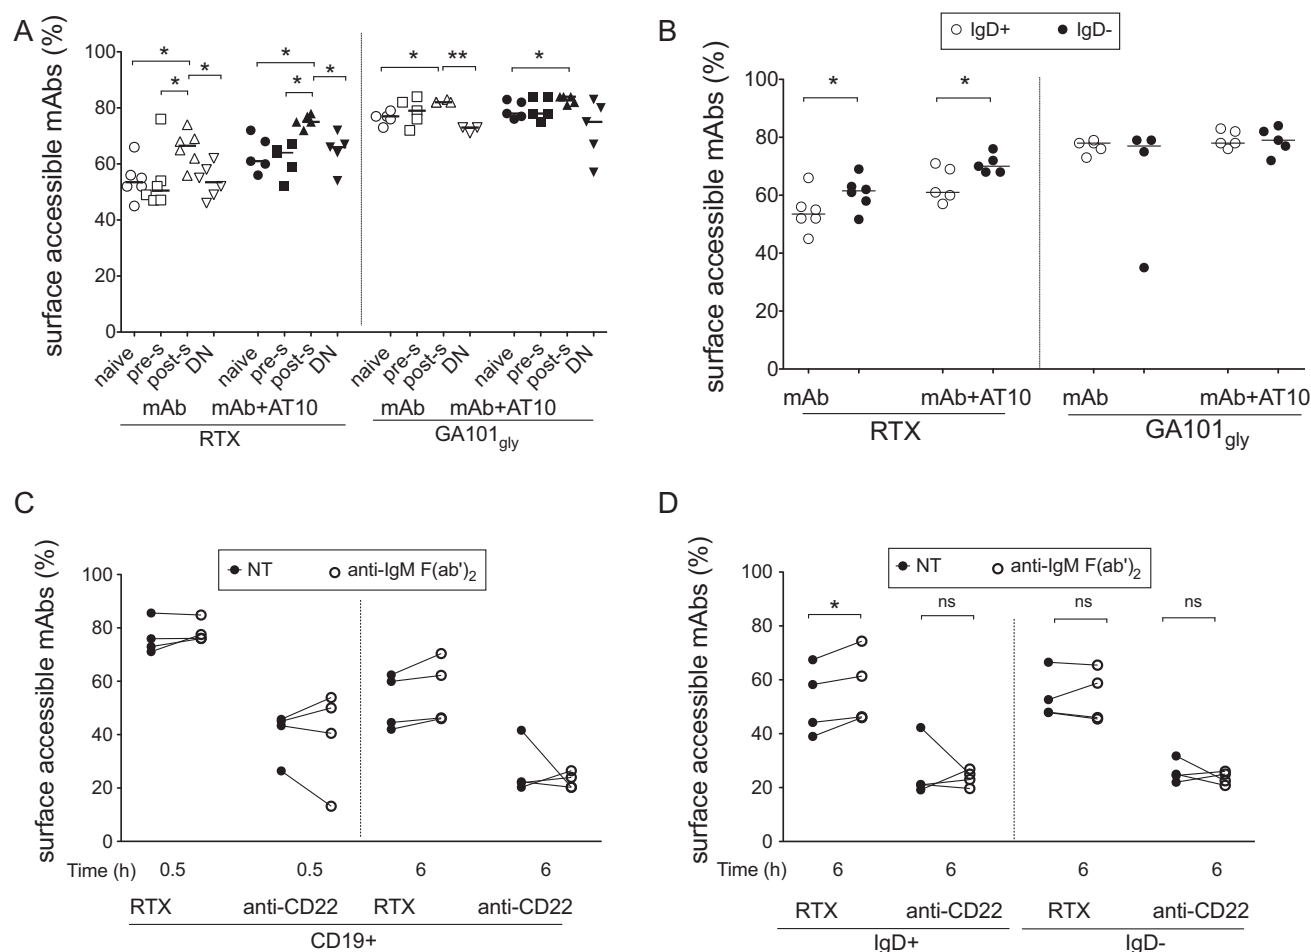 A
surface accessible mAbs (%)
100
80
60
40
20
0
* * * * * * * ** *
naive pre-s post-s DN naive pre-s post-s DN naive pre-s post-s DN naive pre-s post-s DN
mAb mAb+AT10 mAb mAb+AT10
RTX GA101gly
B
IgD+ IgD-
surface accessible mAbs (%)
100
80
60
40
20
0
* *
mAb mAb+AT10 mAb mAb+AT10
RTX GA101gly
C
NT anti-IgM F(ab')2
surface accessible mAbs (%)
100
80
60
40
20
0
Time (h) 0.5 0.5 6 6
RTX anti-CD22 RTX anti-CD22
CD19+
D
NT anti-IgM F(ab')2
surface accessible mAbs (%)
100
80
60
40
20
0
* ns ns ns
Time (h) 6 6 6 6
RTX anti-CD22 RTX anti-CD22
IgD+ IgD-